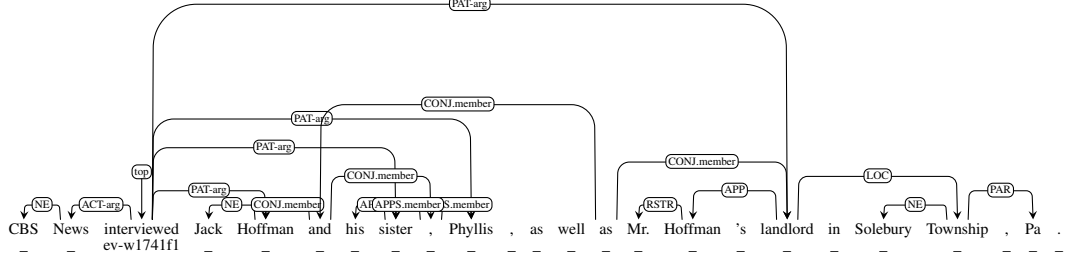 PAT-arg
CONJ.member
PAT-arg
PAT-arg
CONJ.member
top
CONJ.member
LOC
PAT-arg
RSTR
APP
PAR
NE
ACT-arg
NE
CONJ.member
APPS.member
NE
CBS News interviewed Jack Hoffman and his sister , Phyllis , as well as Mr. Hoffman 's landlord in Solebury Township , Pa .
_ _ ev-w1741f1 _ _ _ _ _ _ _ _ _ _ _ _ _ _ _ _ _ _ _ _ _